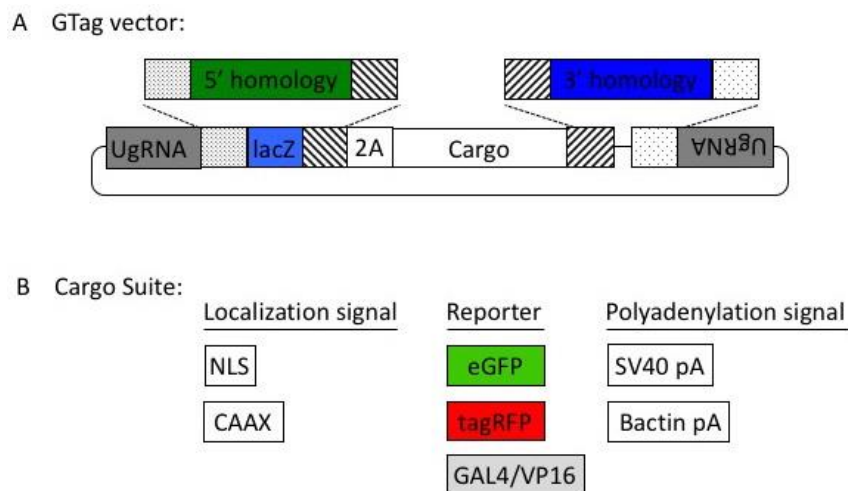 A GTag vector:
5’ homology
3’ homology
UgRNA
lacZ
2A
Cargo
UgRNA
B Cargo Suite:
Localization signal
Reporter
Polyadenylation signal
NLS
eGFP
SV40 pA
CAAX
tagRFP
Bactin pA
GAL4/VP16